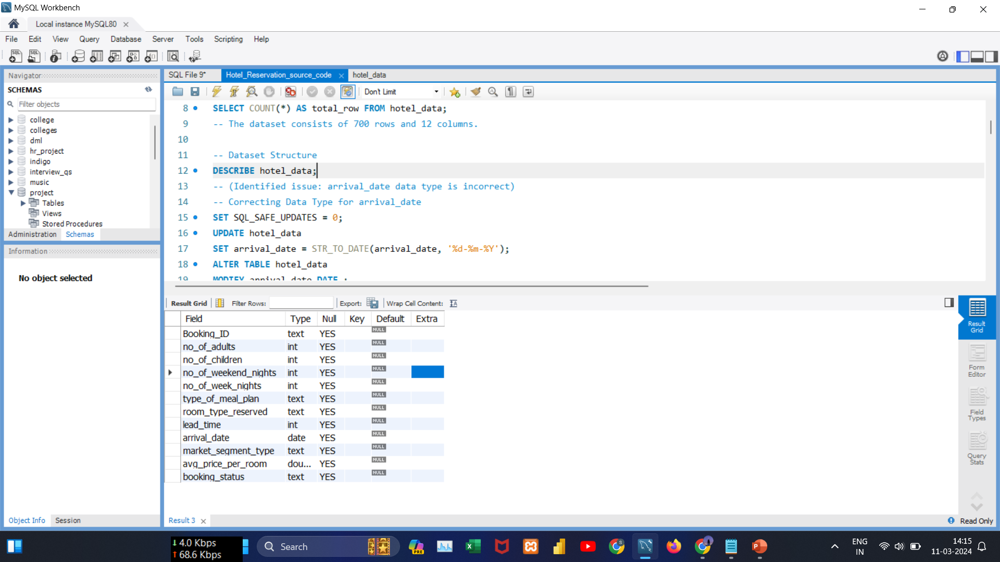 MySQL Workbench
Local instance MySQL80
File Edit View Query Database Server Tools Scripting Help
Navigator
SCHEMAS
Filter objects
college
colleges
dml
hr_project
indigo
interview_qs
music
project
Tables
Views
Stored Procedures
Administration Schemas
Information
No object selected
Object Info Session
SQL File 9* Hotel_Reservation_source_code hotel_data
Don't Limit
8 SELECT COUNT(*) AS total_row FROM hotel_data;
9 -- The dataset consists of 700 rows and 12 columns.
10
11 -- Dataset Structure
12 DESCRIBE hotel_data;
13 -- (Identified issue: arrival_date data type is incorrect)
14 -- Correcting Data Type for arrival_date
15 SET SQL_SAFE_UPDATES = 0;
16 UPDATE hotel_data
17 SET arrival_date = STR_TO_DATE(arrival_date, '%d-%m-%Y');
18 ALTER TABLE hotel_data
19 MODIFY arrival_date DATE ;
Result Grid Filter Rows: Export: Wrap Cell Content:
Field Type Null Key Default Extra
Booking_ID text YES NULL
no_of_adults int YES NULL
no_of_children int YES NULL
no_of_weekend_nights int YES NULL
no_of_week_nights int YES NULL
type_of_meal_plan text YES NULL
room_type_reserved text YES NULL
lead_time int YES NULL
arrival_date date YES NULL
market_segment_type text YES NULL
avg_price_per_room dou... YES NULL
booking_status text YES NULL
Result
Grid
Form
Editor
Field
Types
Query
Stats
Result 3
Read Only
4.0 Kbps
68.6 Kbps
Search
PRE
ENG
IN
14:15
11-03-2024